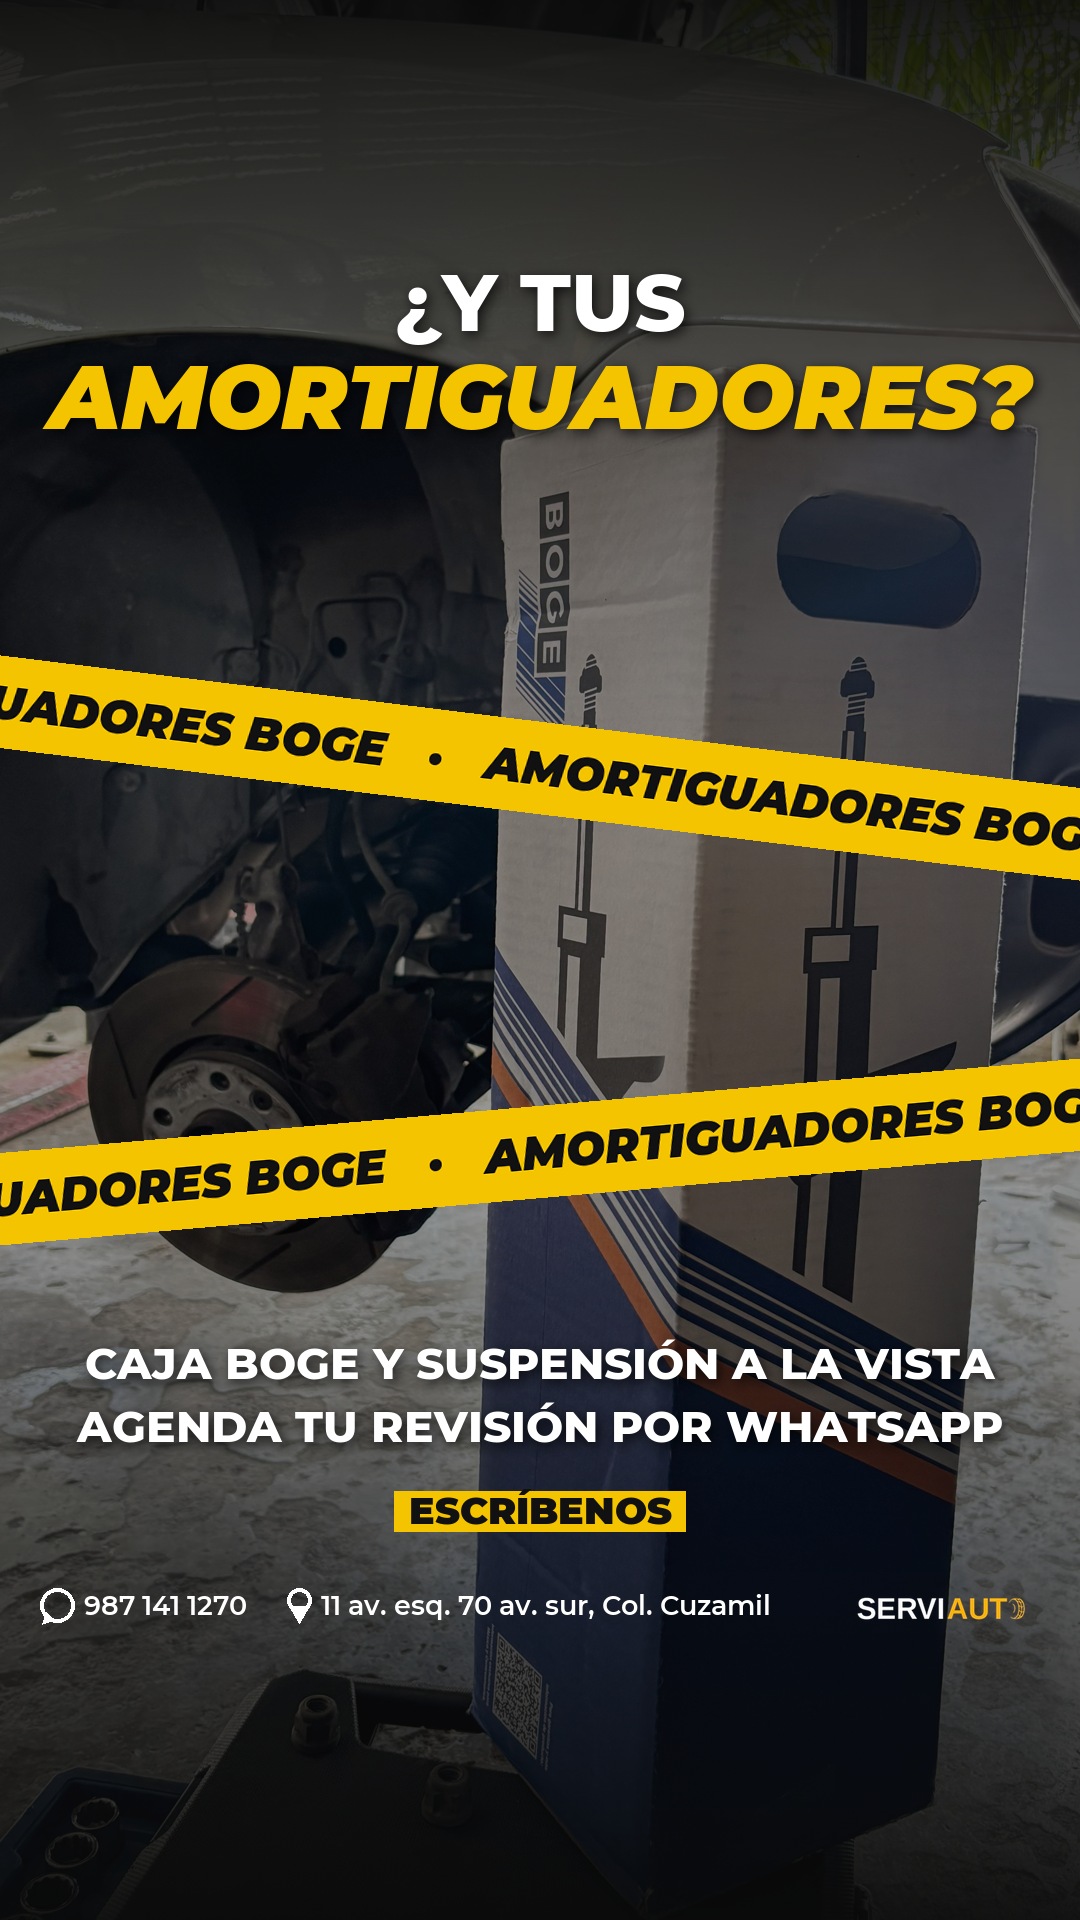 ¿Y TUS
AMORTIGUADORES?
BOGE
UADORES BOGE • AMORTIGUADORES BOG
UADORES BOGE • AMORTIGUADORES BOG
CAJA BOGE Y SUSPENSIÓN A LA VISTA
AGENDA TU REVISIÓN POR WHATSAPP
ESCRÍBENOS
987 141 1270
11 av. esq. 70 av. sur, Col. Cuzamil
SERVIAUTO